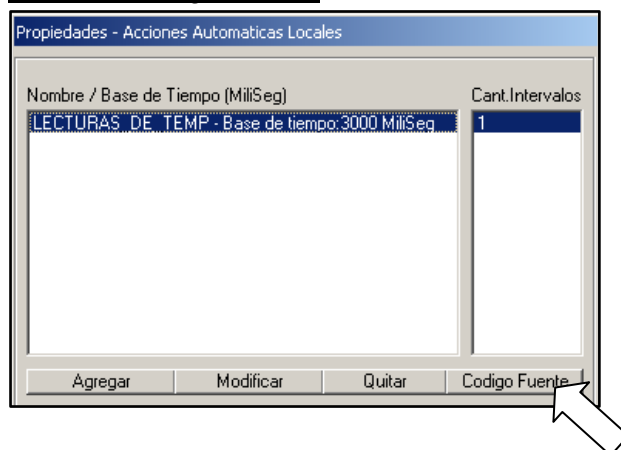 Propiedades - Acciones Automaticas Locales
Nombre / Base de Tiempo (MiliSeg) Cant.Intervalos
LECTURAS_DE_TEMP - Base de tiempo:3000 MiliSeg 1
Agregar Modificar Quitar Codigo Fuente